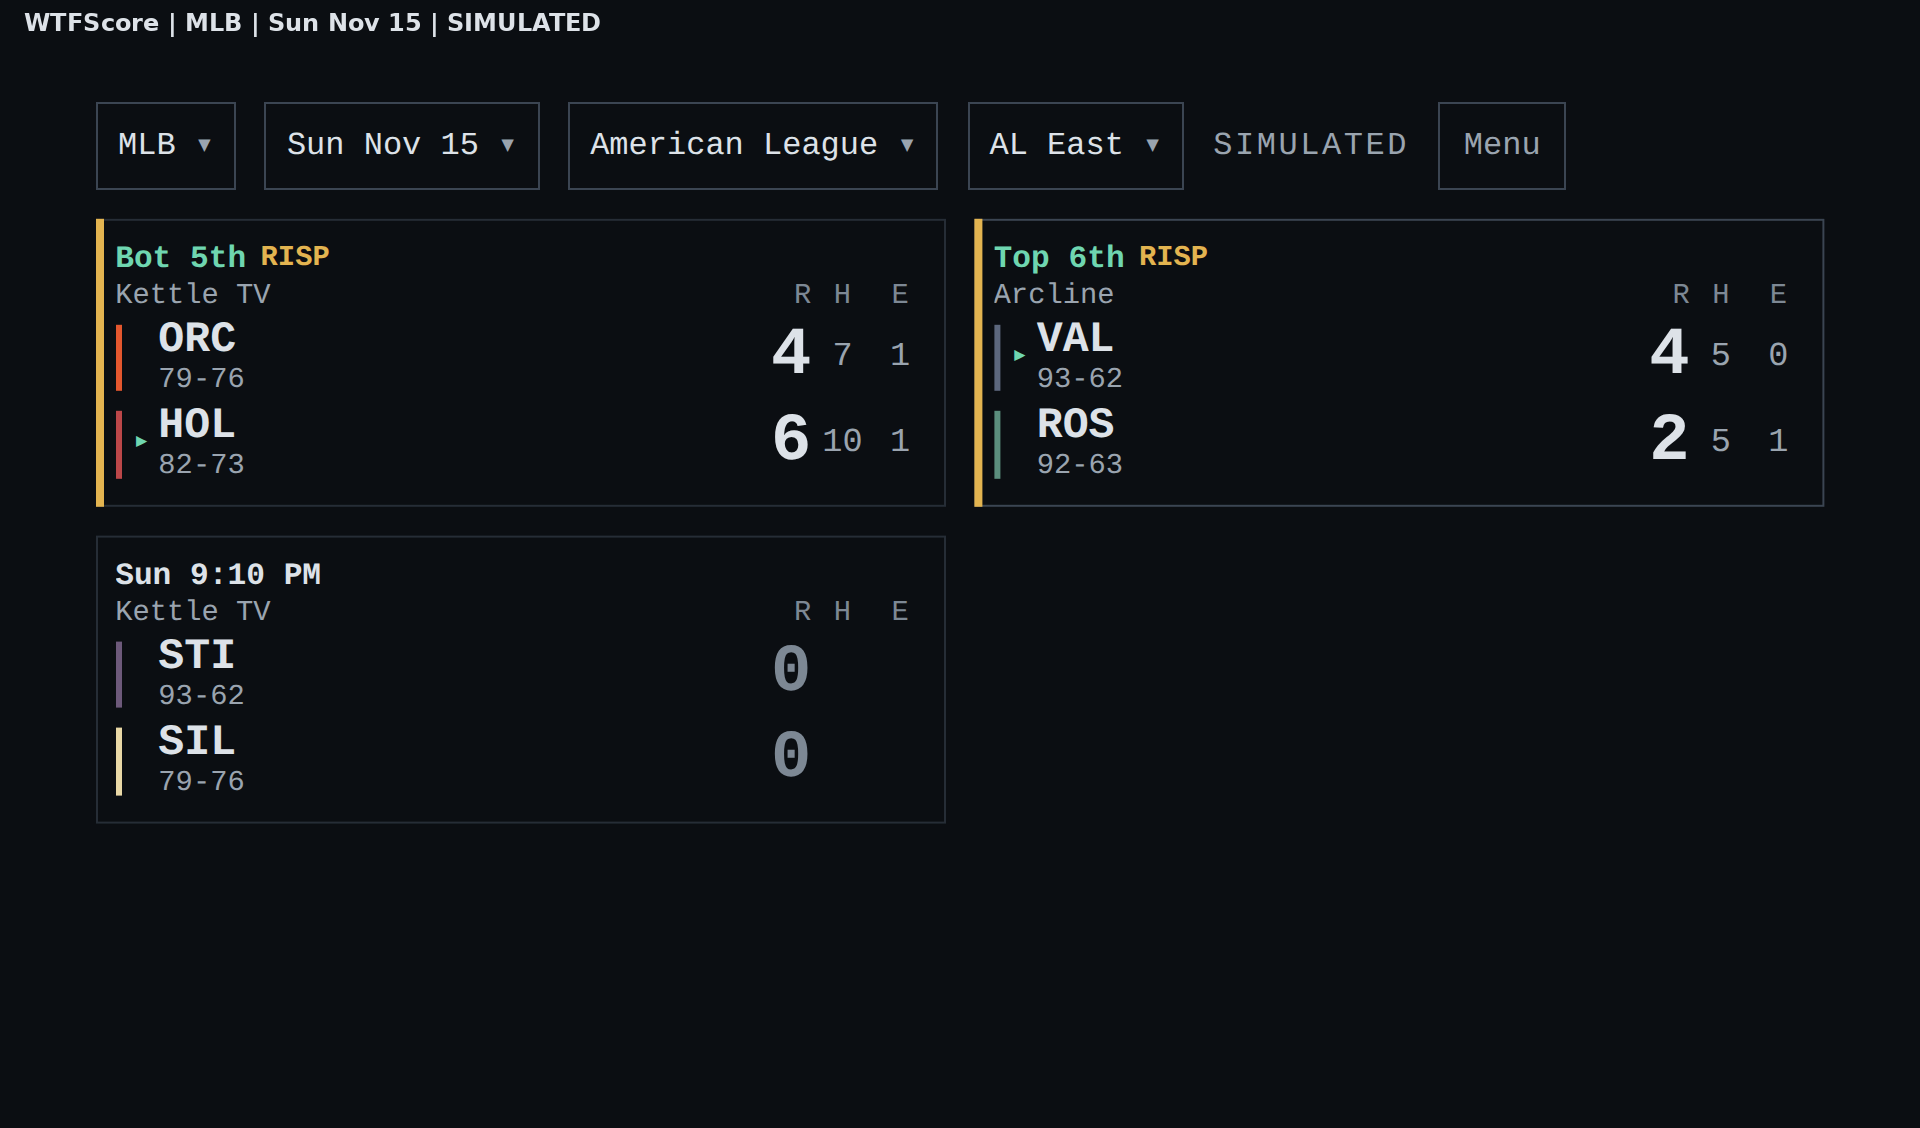 WTFScore | MLB | Sun Nov 15 | SIMULATED
MLB ▼ Sun Nov 15 ▼ American League ▼ AL East ▼ SIMULATED Menu
Bot 5th RISP
Kettle TV R H E
ORC 4 7 1
79-76
▶ HOL 6 10 1
82-73
Top 6th RISP
Arcline R H E
▶ VAL 4 5 0
93-62
ROS 2 5 1
92-63
Sun 9:10 PM
Kettle TV R H E
STI 0
93-62
SIL 0
79-76